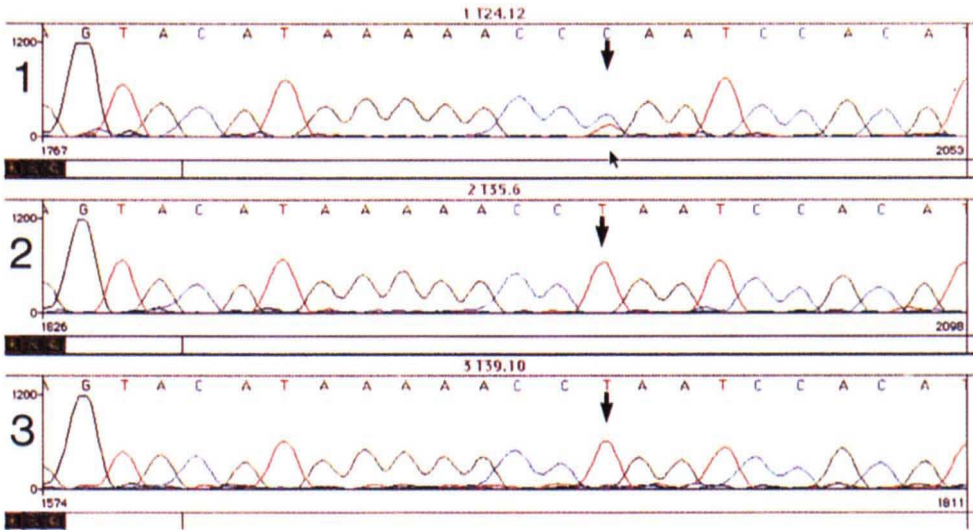 1 T24.12
A G T A C A T A A A A A C C C A A T C C A C A T
1200
1
0
1767 2053
2 T35.6
A G T A C A T A A A A A C C T A A T C C A C A T
1200
2
0
1826 2098
3 T39.10
A G T A C A T A A A A A C C T A A T C C A C A T
1200
3
0
1574 1811